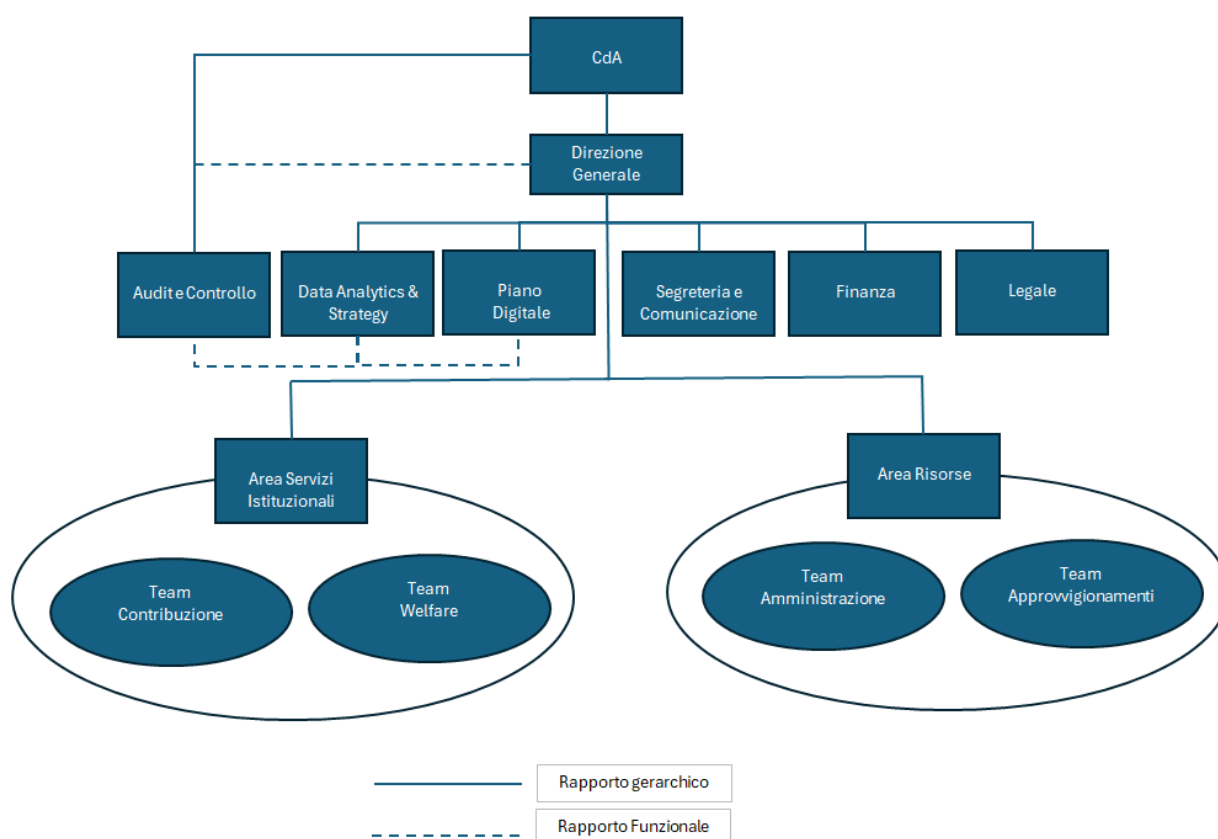 CdA
Direzione
Generale
Audit e Controllo
Data Analytics &
Strategy
Piano
Digitale
Segreteria e
Comunicazione
Finanza
Legale
Area Servizi
Istituzionali
Area Risorse
Team
Contribuzione
Team
Welfare
Team
Amministrazione
Team
Approvvigionamenti
Rapporto gerarchico
Rapporto Funzionale